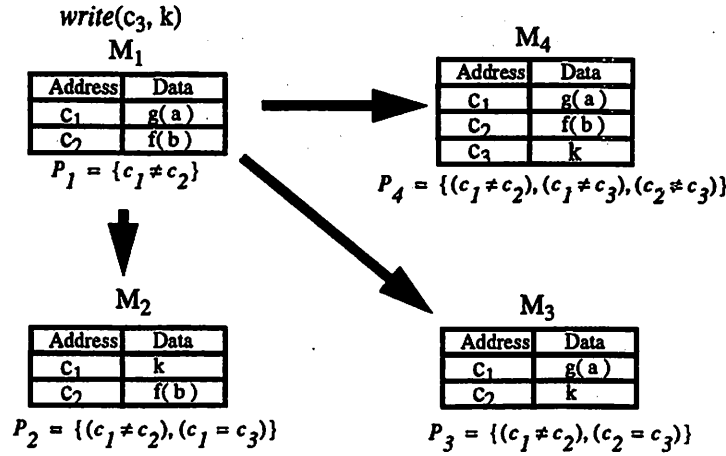 write(c3, k)
M1
Address Data
c1 g(a)
c2 f(b)
P1 = {c1 ≠ c2}
M4
Address Data
c1 g(a)
c2 f(b)
c3 k
P4 = {(c1 ≠ c2), (c1 ≠ c3), (c2 ≠ c3)}
M2
Address Data
c1 k
c2 f(b)
P2 = {(c1 ≠ c2), (c1 = c3)}
M3
Address Data
c1 g(a)
c2 k
P3 = {(c1 ≠ c2), (c2 = c3)}